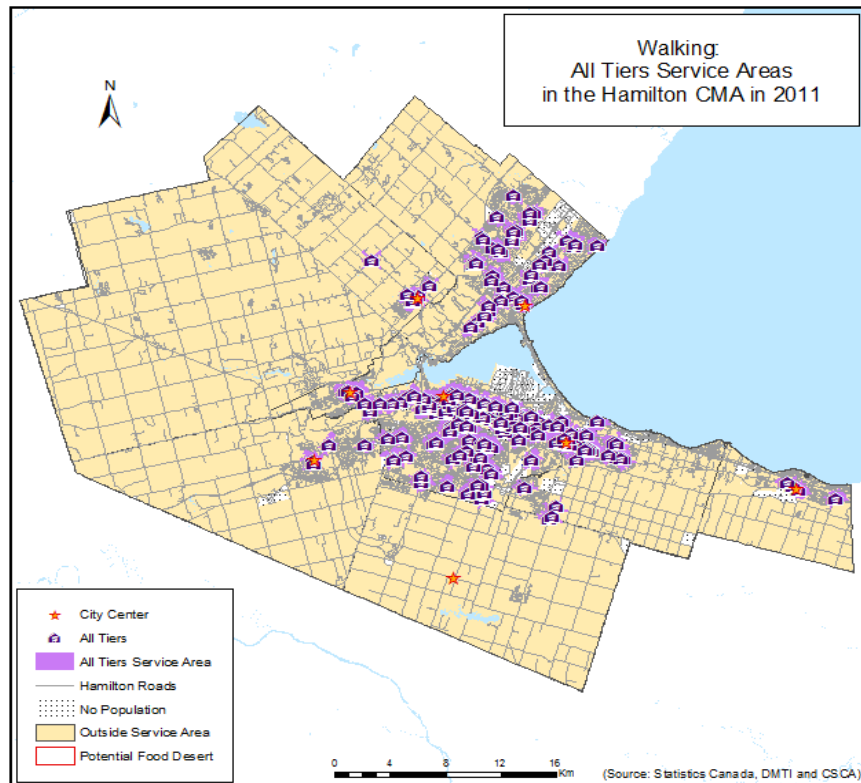 Walking:
All Tiers Service Areas
in the Hamilton CMA in 2011
N
City Center
All Tiers
All Tiers Service Area
Hamilton Roads
No Population
Outside Service Area
Potential Food Desert
0 4 8 12 16
Km
(Source: Statistics Canada, DMTI and CSCA)